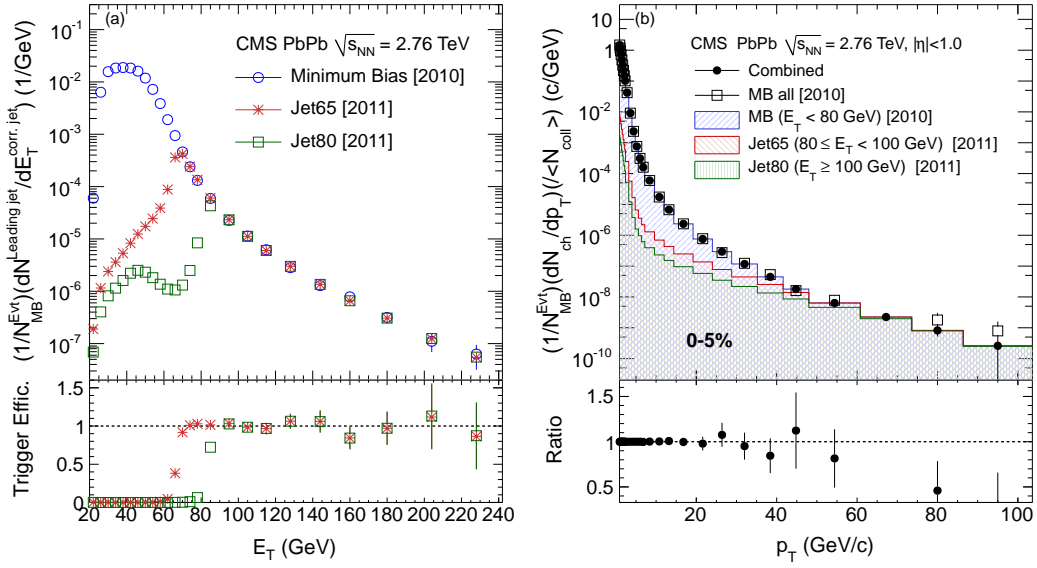 (a)
CMS PbPb √s_NN = 2.76 TeV
Minimum Bias [2010]
Jet65 [2011]
Jet80 [2011]
(1/N_MB^Evt)(dN^Leading jet/dE_T^corr. jet) (1/GeV)
10^-1
10^-2
10^-3
10^-4
10^-5
10^-6
10^-7
Trigger Effic.
1.5
1
0.5
0
20 40 60 80 100 120 140 160 180 200 220 240
E_T (GeV)
(b)
CMS PbPb √s_NN = 2.76 TeV, |η|<1.0
Combined
MB all [2010]
MB (E_T < 80 GeV) [2010]
Jet65 (80 ≤ E_T < 100 GeV) [2011]
Jet80 (E_T ≥ 100 GeV) [2011]
0-5%
(1/N_MB^Evt)(dN_ch/dp_T)(/<N_coll>) (c/GeV)
1
10^-2
10^-4
10^-6
10^-8
10^-10
Ratio
1.5
1
0.5
20 40 60 80 100
p_T (GeV/c)